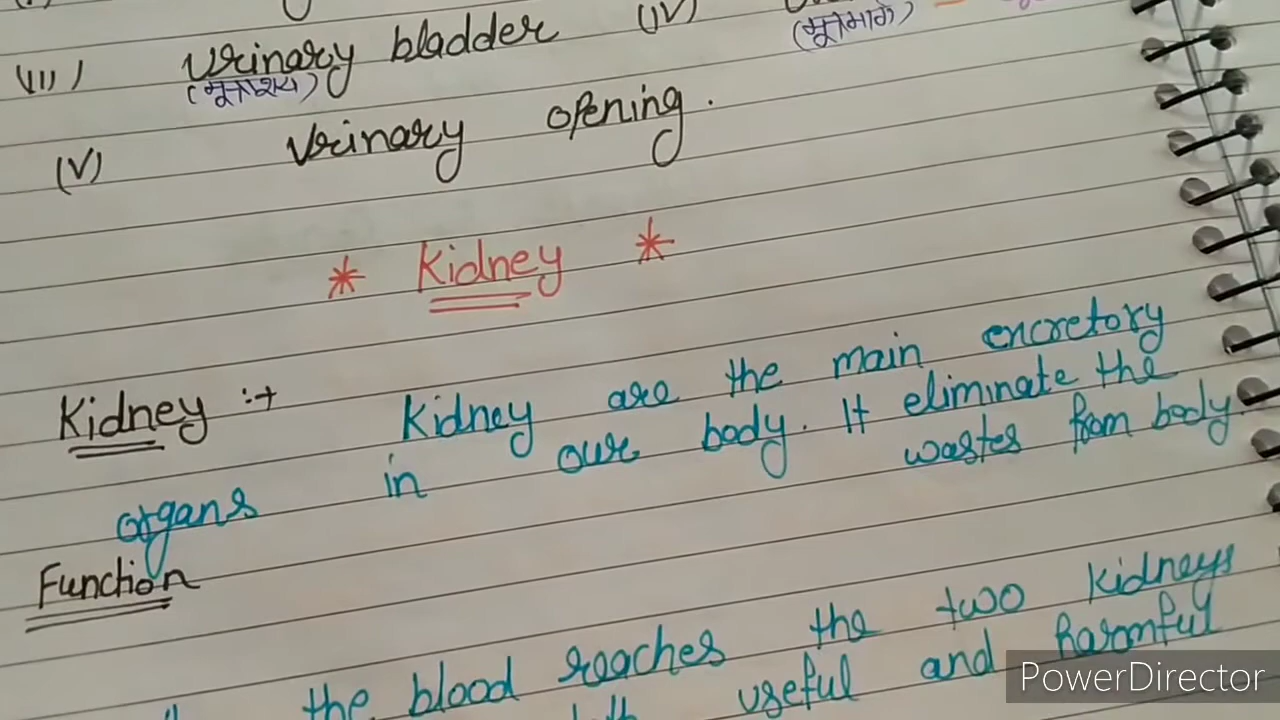 (III) Urinary bladder (IV)
(मूत्राशय) (मूत्रमार्ग)
(V) Urinary opening.
* Kidney *
Kidney :→ Kidney are the main encretory
organs in our body. It eliminate the
wastes from body
Function
the blood reaches the two kidneys
useful and harmful
PowerDirector